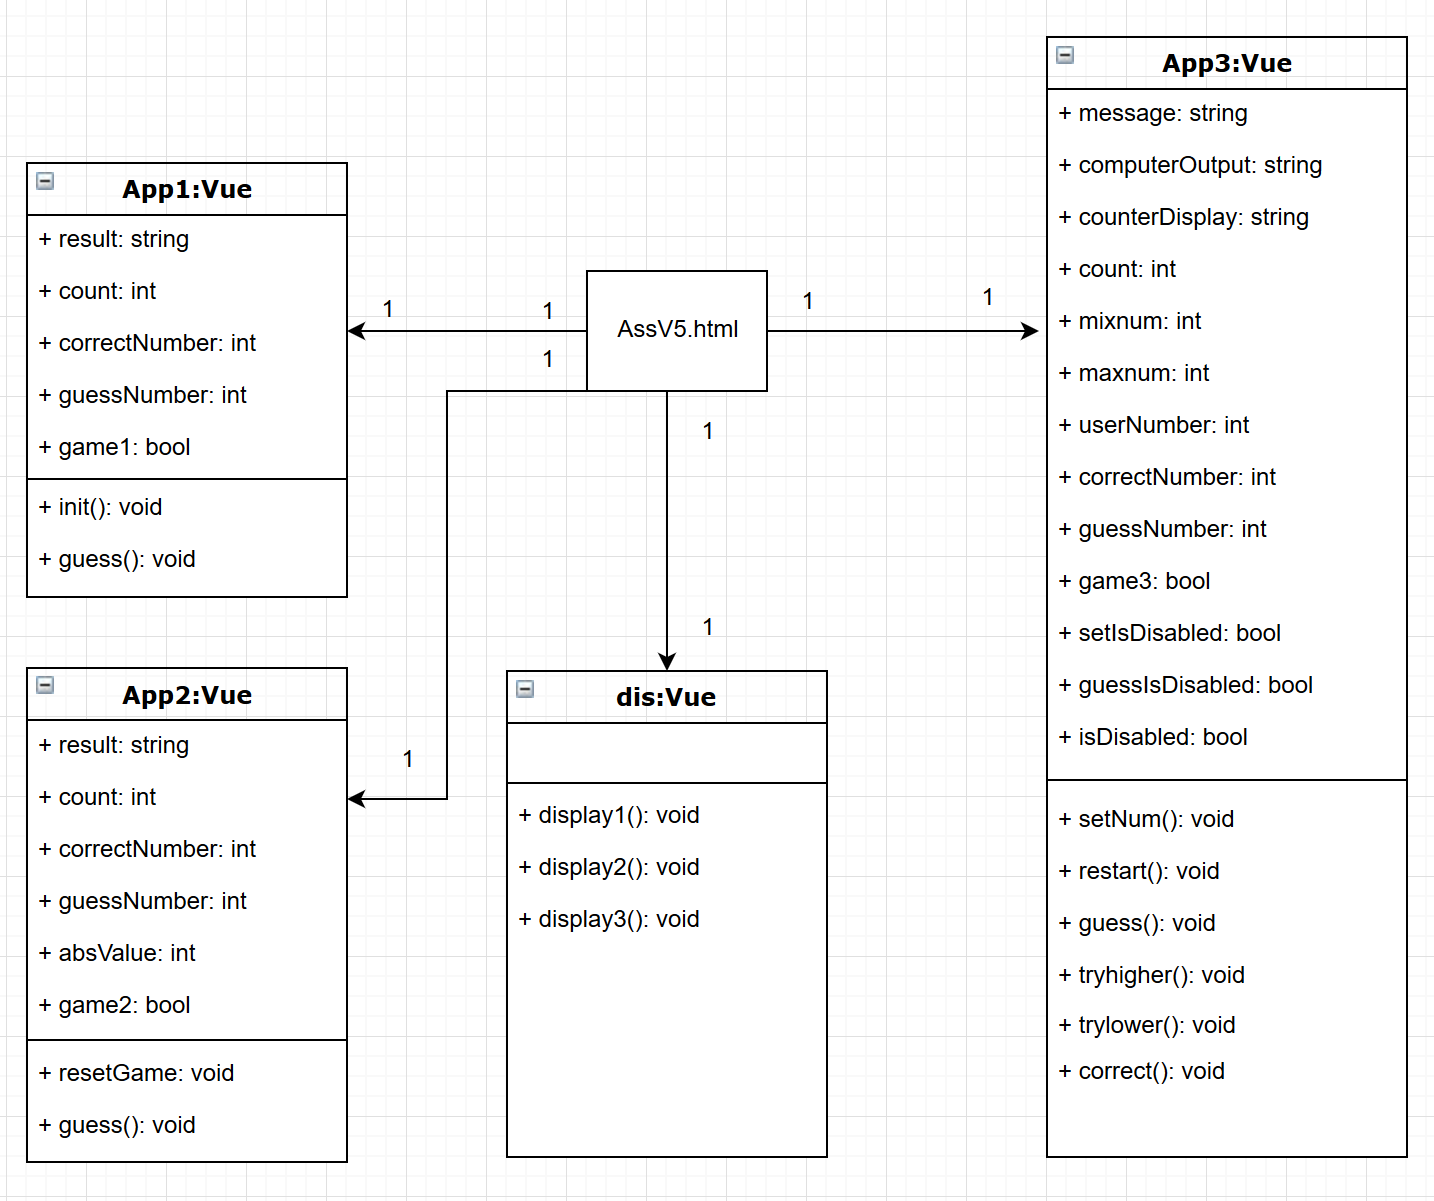 App1:Vue
+ result: string
+ count: int
+ correctNumber: int
+ guessNumber: int
+ game1: bool
+ init(): void
+ guess(): void
App2:Vue
+ result: string
+ count: int
+ correctNumber: int
+ guessNumber: int
+ absValue: int
+ game2: bool
+ resetGame: void
+ guess(): void
AssV5.html
1
1
1
1
1
1
1
1
dis:Vue
+ display1(): void
+ display2(): void
+ display3(): void
App3:Vue
+ message: string
+ computerOutput: string
+ counterDisplay: string
+ count: int
+ mixnum: int
+ maxnum: int
+ userNumber: int
+ correctNumber: int
+ guessNumber: int
+ game3: bool
+ setIsDisabled: bool
+ guessIsDisabled: bool
+ isDisabled: bool
+ setNum(): void
+ restart(): void
+ guess(): void
+ tryhigher(): void
+ trylower(): void
+ correct(): void